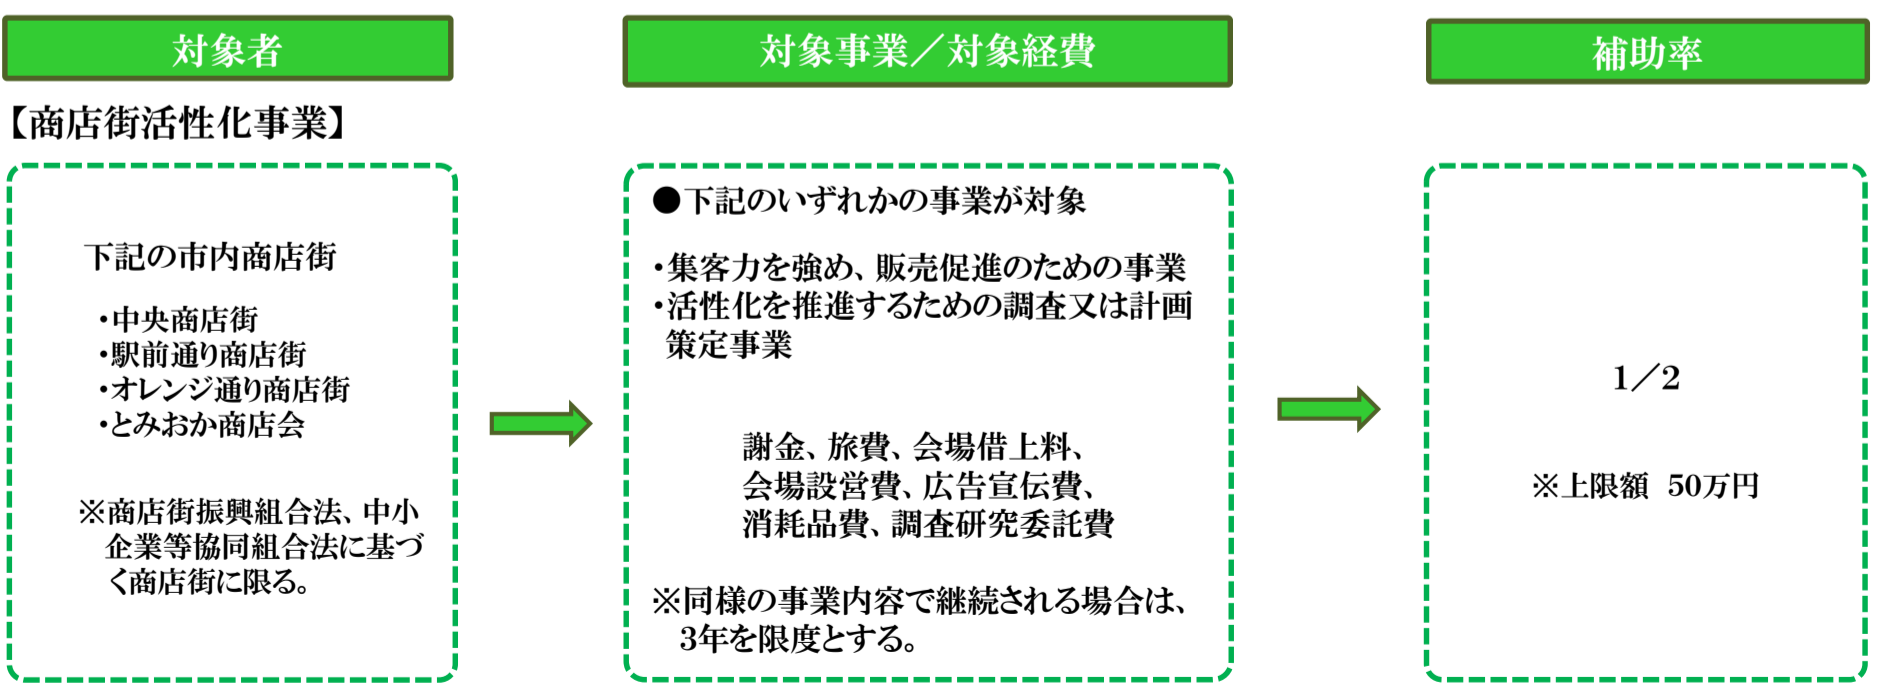 対象者
対象事業／対象経費
補助率
【商店街活性化事業】
下記の市内商店街
・中央商店街
・駅前通り商店街
・オレンジ通り商店街
・とみおか商店会
※商店街振興組合法、中小
企業等協同組合法に基づ
く商店街に限る。
●下記のいずれかの事業が対象
・集客力を強め、販売促進のための事業
・活性化を推進するための調査又は計画
策定事業
謝金、旅費、会場借上料、
会場設営費、広告宣伝費、
消耗品費、調査研究委託費
※同様の事業内容で継続される場合は、
3年を限度とする。
1／2
※上限額　50万円